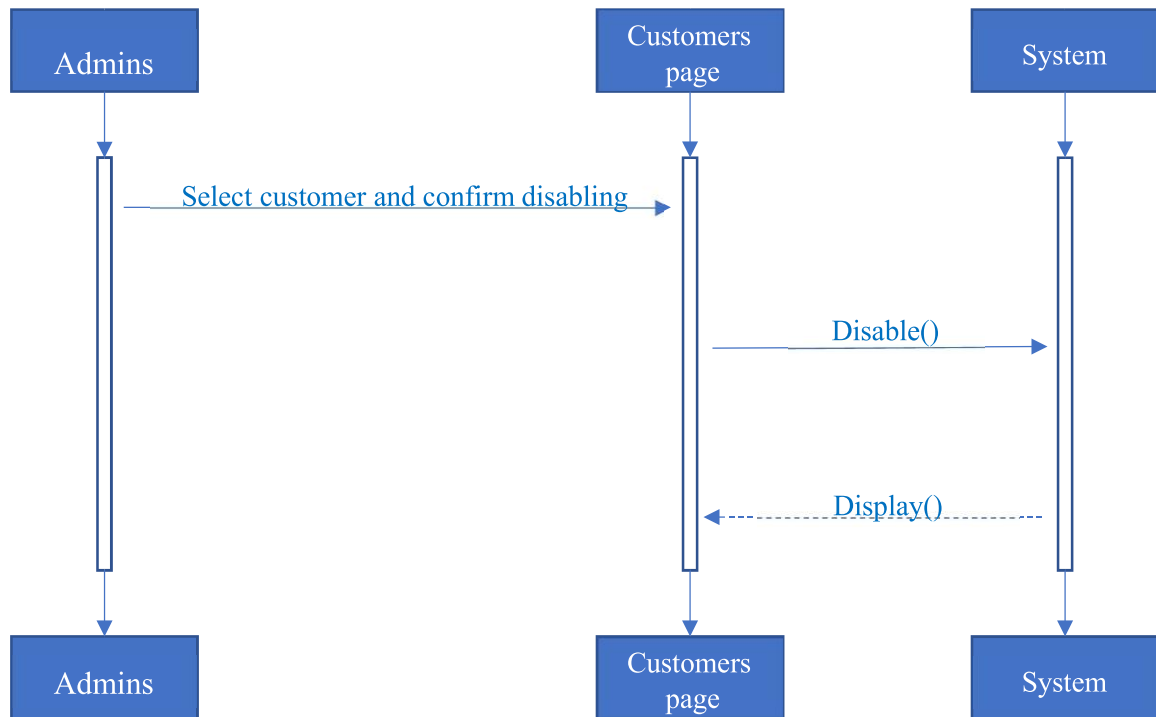 Admins
Customers
page
System
Select customer and confirm disabling
Disable()
Display()
Admins
Customers
page
System